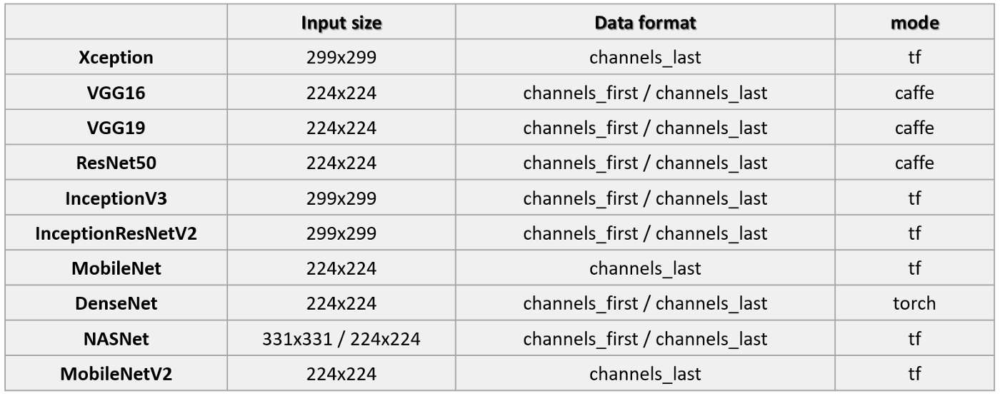 Input size Data format mode
Xception 299x299 channels_last tf
VGG16 224x224 channels_first / channels_last caffe
VGG19 224x224 channels_first / channels_last caffe
ResNet50 224x224 channels_first / channels_last caffe
InceptionV3 299x299 channels_first / channels_last tf
InceptionResNetV2 299x299 channels_first / channels_last tf
MobileNet 224x224 channels_last tf
DenseNet 224x224 channels_first / channels_last torch
NASNet 331x331 / 224x224 channels_first / channels_last tf
MobileNetV2 224x224 channels_last tf